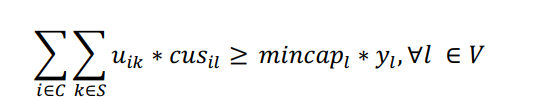 ∑_{i∈C} ∑_{k∈S} u_{ik} * cus_{il} ≥ mincap_l * y_l, ∀l ∈ V